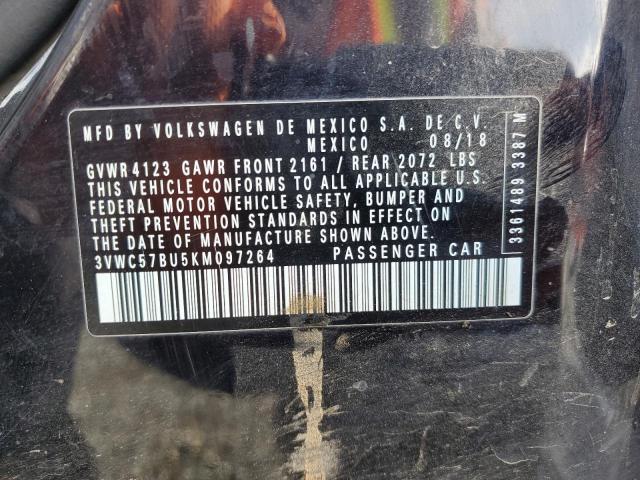 MFD BY VOLKSWAGEN DE MEXICO S.A. DE C.V.
MEXICO 08/18
GVWR 4123 GAWR FRONT 2161 / REAR 2072 LBS
THIS VEHICLE CONFORMS TO ALL APPLICABLE U.S.
FEDERAL MOTOR VEHICLE SAFETY, BUMPER AND
THEFT PREVENTION STANDARDS IN EFFECT ON
THE DATE OF MANUFACTURE SHOWN ABOVE.
3VWC57BU5KM097264 PASSENGER CAR
3361489 3387 M